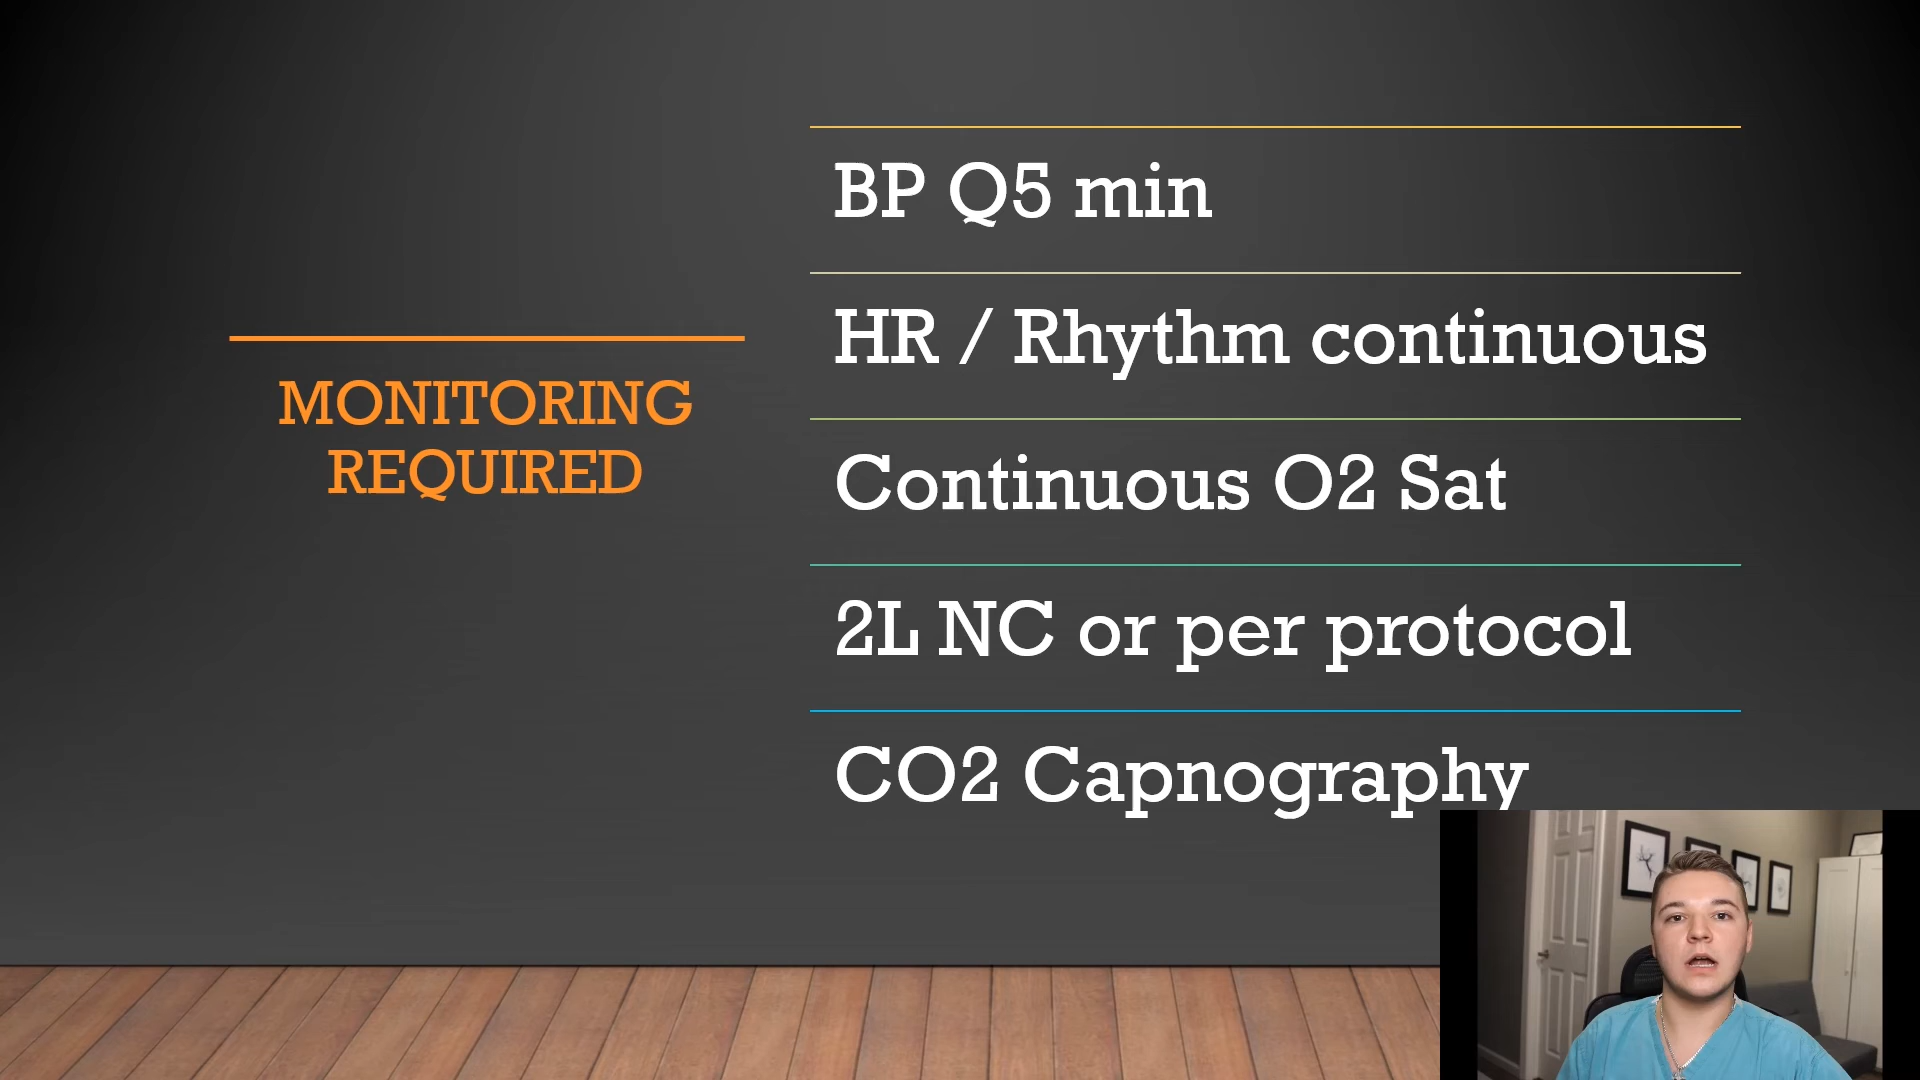 MONITORING
REQUIRED
BP Q5 min
HR / Rhythm continuous
Continuous O2 Sat
2L NC or per protocol
CO2 Capnography